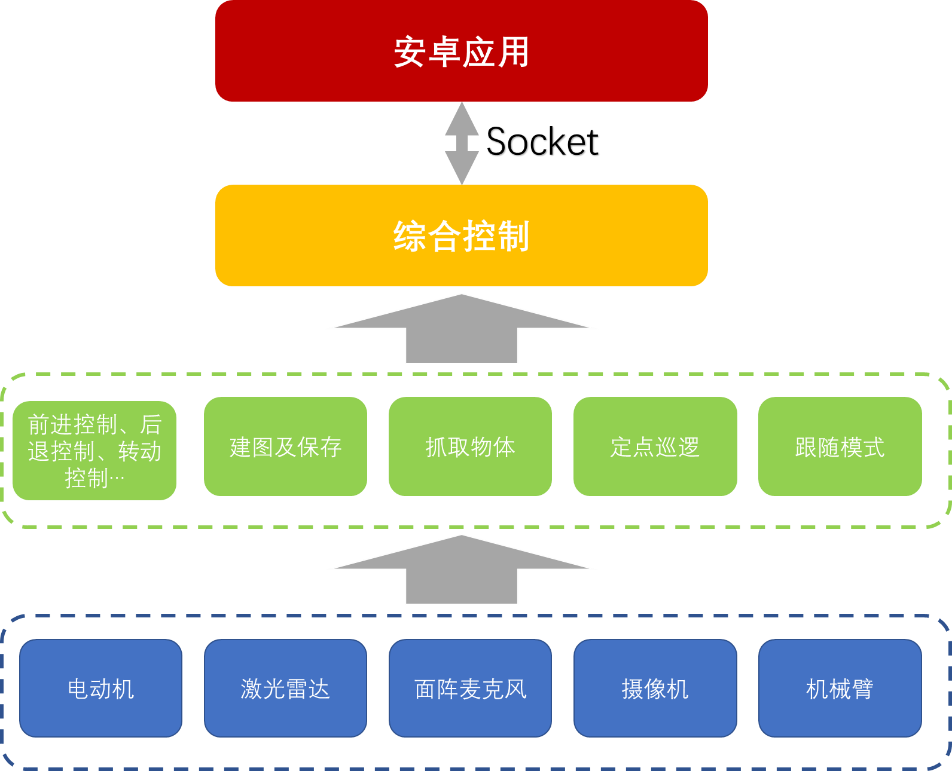 安卓应用
Socket
综合控制
前进控制、后
退控制、转动
控制…
建图及保存
抓取物体
定点巡逻
跟随模式
电动机
激光雷达
面阵麦克风
摄像机
机械臂